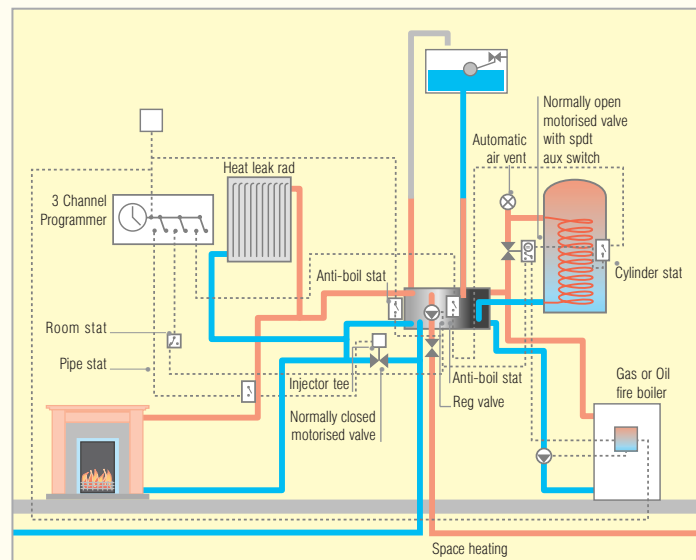 Normally open
motorised valve
with spdt
aux switch
Automatic
air vent
Heat leak rad
3 Channel
Programmer
Anti-boil stat
Cylinder stat
Room stat
Pipe stat
Injector tee
Anti-boil stat
Gas or Oil
fire boiler
Reg valve
Normally closed
motorised valve
Space heating